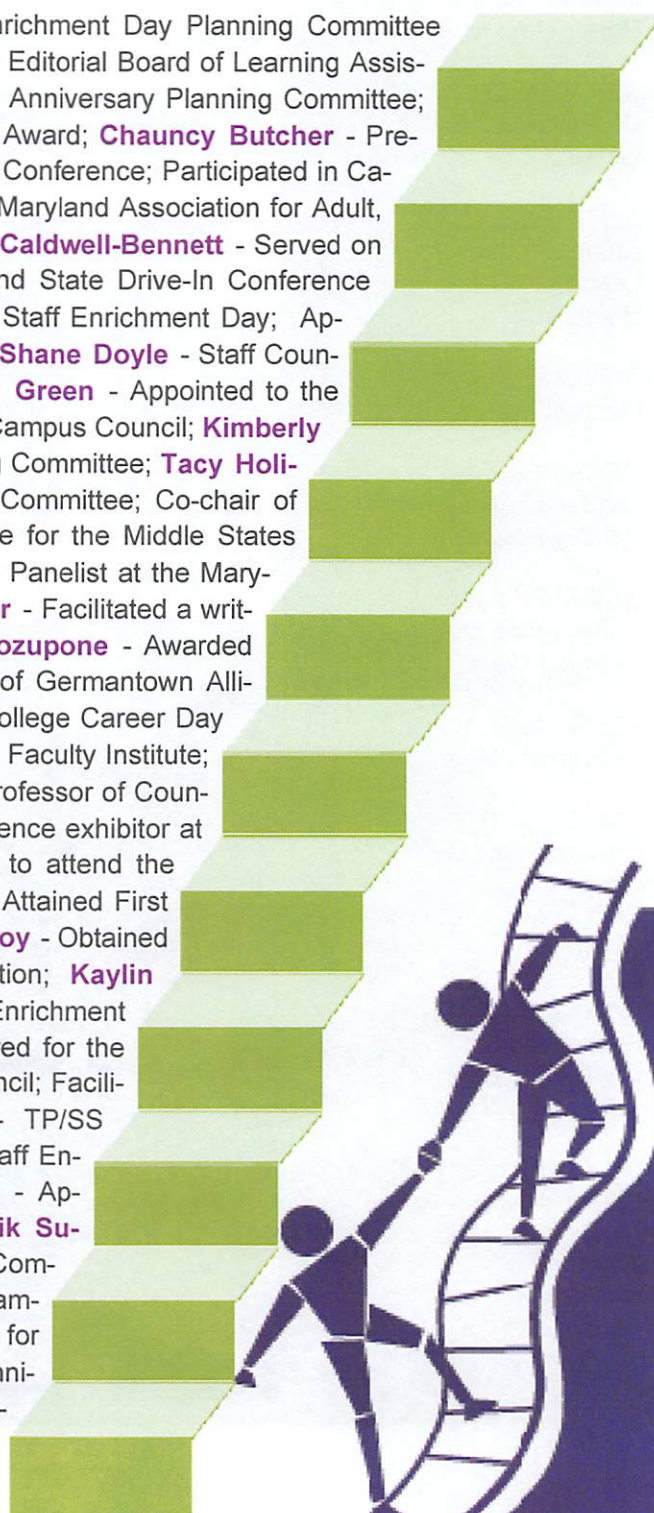 nrichment Day Planning Committee
Editorial Board of Learning Assis-
Anniversary Planning Committee;
Award; Chauncy Butcher - Pre-
Conference; Participated in Ca-
Maryland Association for Adult,
Caldwell-Bennett - Served on
nd State Drive-In Conference
Staff Enrichment Day; Ap-
Shane Doyle - Staff Coun-
Green - Appointed to the
Campus Council; Kimberly
Committee; Tacy Holi-
Committee; Co-chair of
e for the Middle States
Panelist at the Mary-
r - Facilitated a writ-
ozupone - Awarded
of Germantown Alli-
ollege Career Day
Faculty Institute;
rofessor of Coun-
ence exhibitor at
to attend the
Attained First
oy - Obtained
tion; Kaylin
Enrichment
ed for the
ncil; Facili-
- TP/SS
aff En-
- Ap-
ik Su-
Com-
am-
for
nni-
-